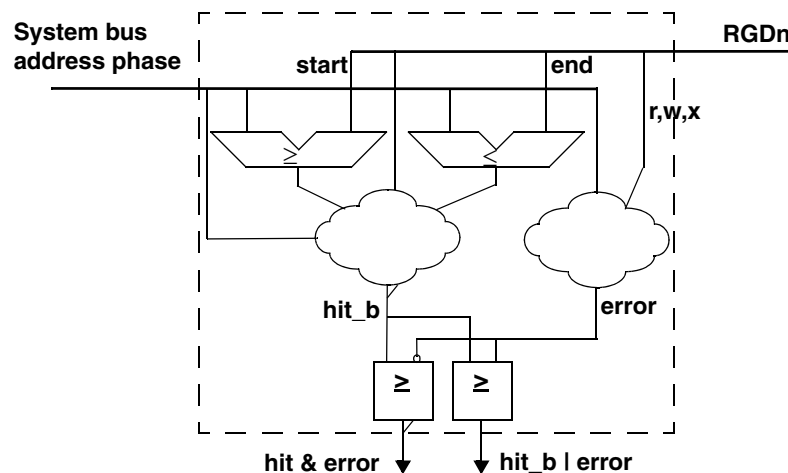 System bus
address phase
RGDn
start
end
r,w,x
≥
≤
hit_b
error
≥
≥
hit & error
hit_b | error